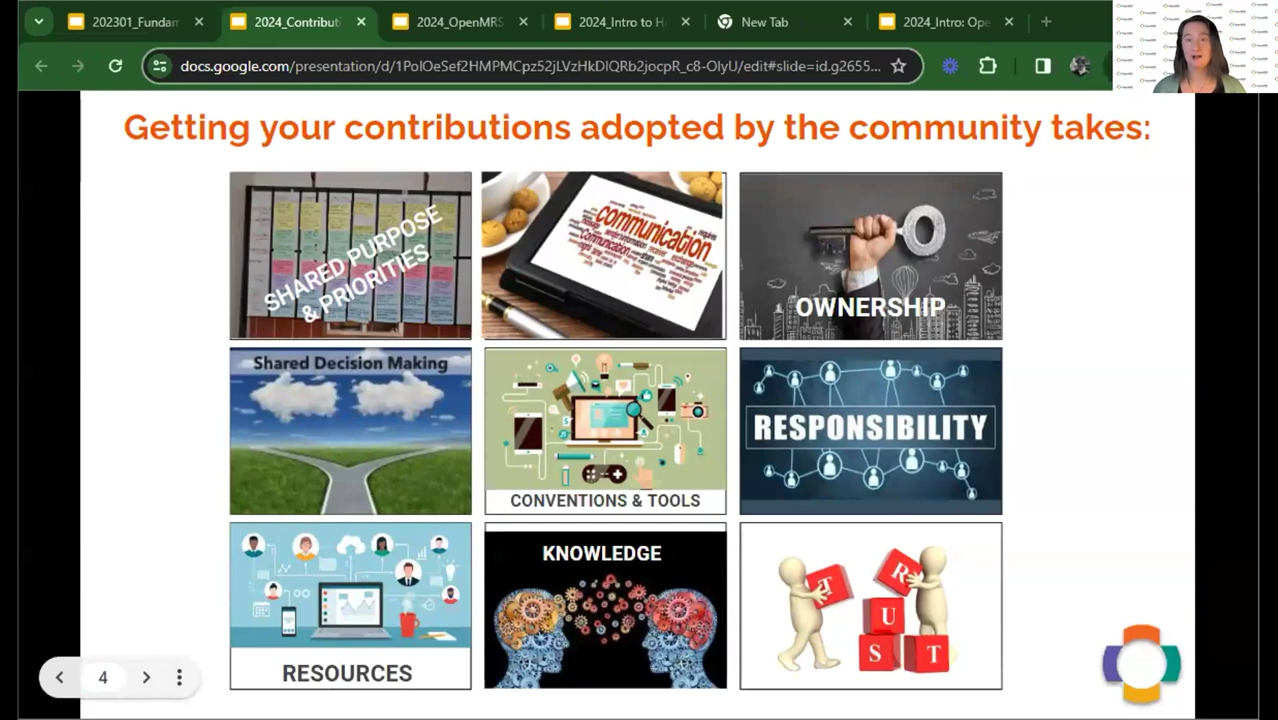 202301_Fundam
2024_Contributi
2024_OpenMRS
2024_Intro to H
New Tab
2024_Intro: Ope
docs.google.com/presentation/d/1PolOeSef2HMPMCpz52jLVzHkDlQRb2jocpR_c8-OlyU/edit#slide=id.g2655...
Getting your contributions adopted by the community takes:
SHARED PURPOSE
& PRIORITIES
communication
Communication
OWNERSHIP
Shared Decision Making
CONVENTIONS & TOOLS
RESPONSIBILITY
RESOURCES
KNOWLEDGE
T R
U
S T
4